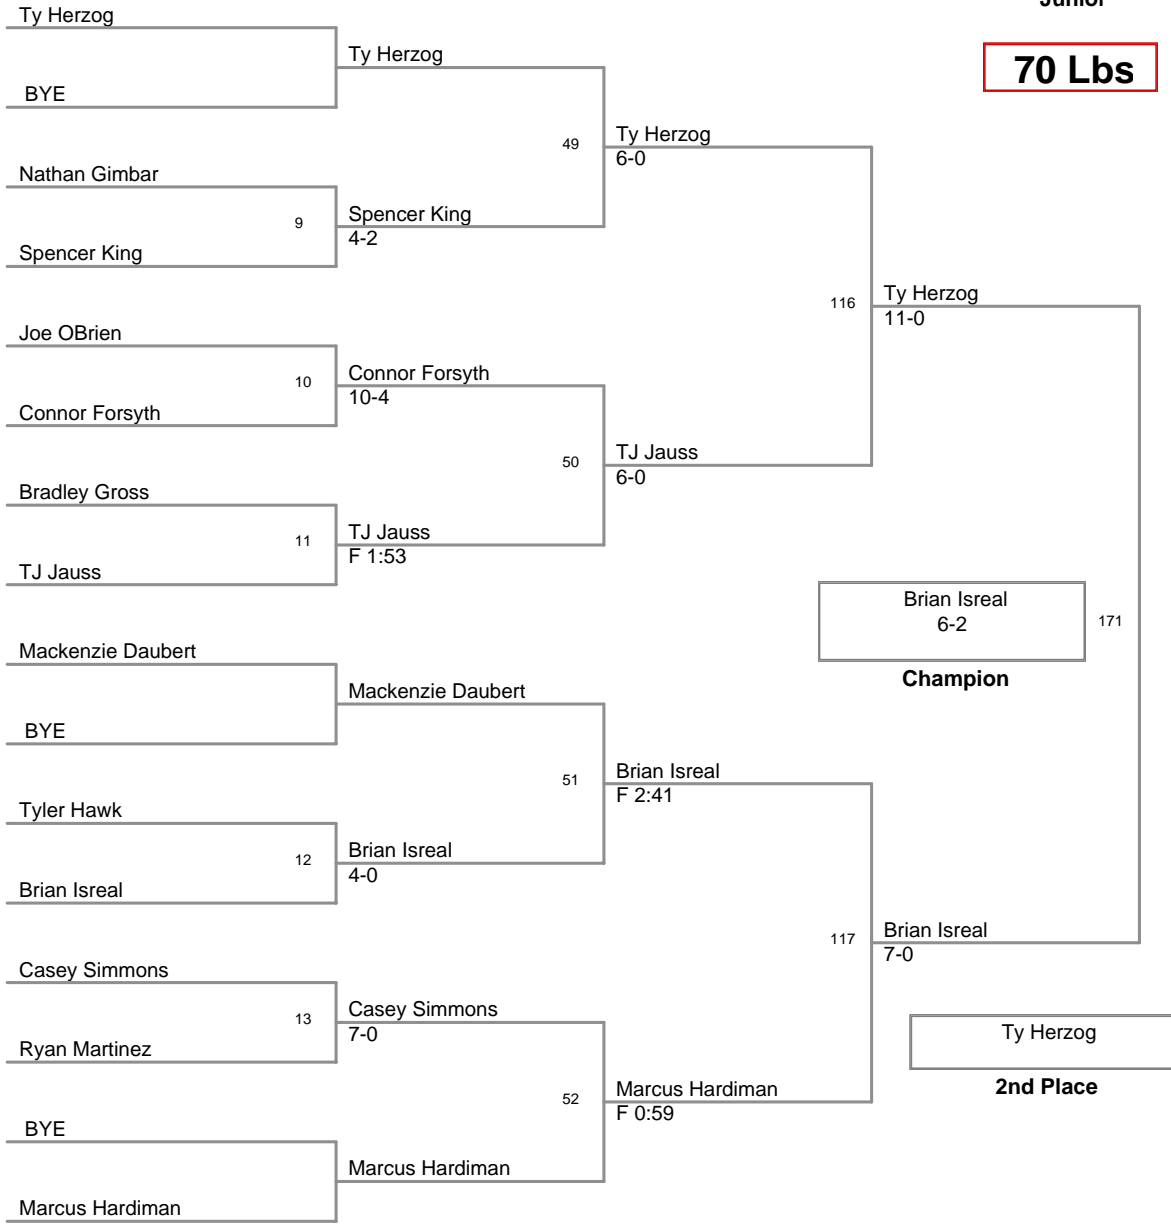 Junior
70 Lbs
Ty Herzog
BYE
Ty Herzog
Nathan Gimbar
9
Spencer King
Spencer King
4-2
49
Ty Herzog
6-0
Joe OBrien
10
Connor Forsyth
Connor Forsyth
10-4
Bradley Gross
11
TJ Jauss
TJ Jauss
F 1:53
50
TJ Jauss
6-0
116
Ty Herzog
11-0
Mackenzie Daubert
BYE
Mackenzie Daubert
Tyler Hawk
12
Brian Isreal
Brian Isreal
4-0
51
Brian Isreal
F 2:41
Casey Simmons
13
Ryan Martinez
Casey Simmons
7-0
BYE
Marcus Hardiman
Marcus Hardiman
52
Marcus Hardiman
F 0:59
117
Brian Isreal
7-0
171
Brian Isreal
6-2
Champion
Ty Herzog
2nd Place